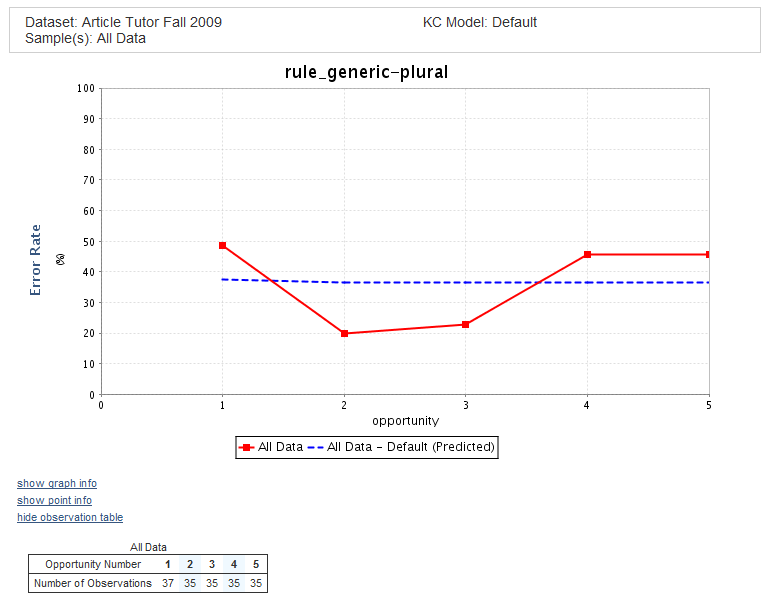 Dataset: Article Tutor Fall 2009 KC Model: Default
Sample(s): All Data
rule_generic-plural
100
90
80
70
60
50
40
30
20
10
0
Error Rate
(%)
0 1 2 3 4 5
opportunity
All Data All Data - Default (Predicted)
show graph info
show point info
hide observation table
All Data
Opportunity Number 1 2 3 4 5
Number of Observations 37 35 35 35 35